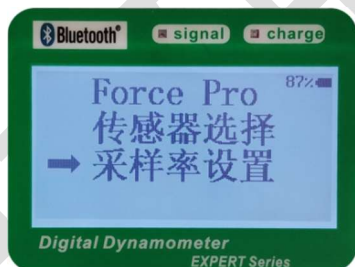 Bluetooth®
signal
charge
87%
Force Pro
传感器选择
➡ 采样率设置
Digital Dynamometer
EXPERT Series